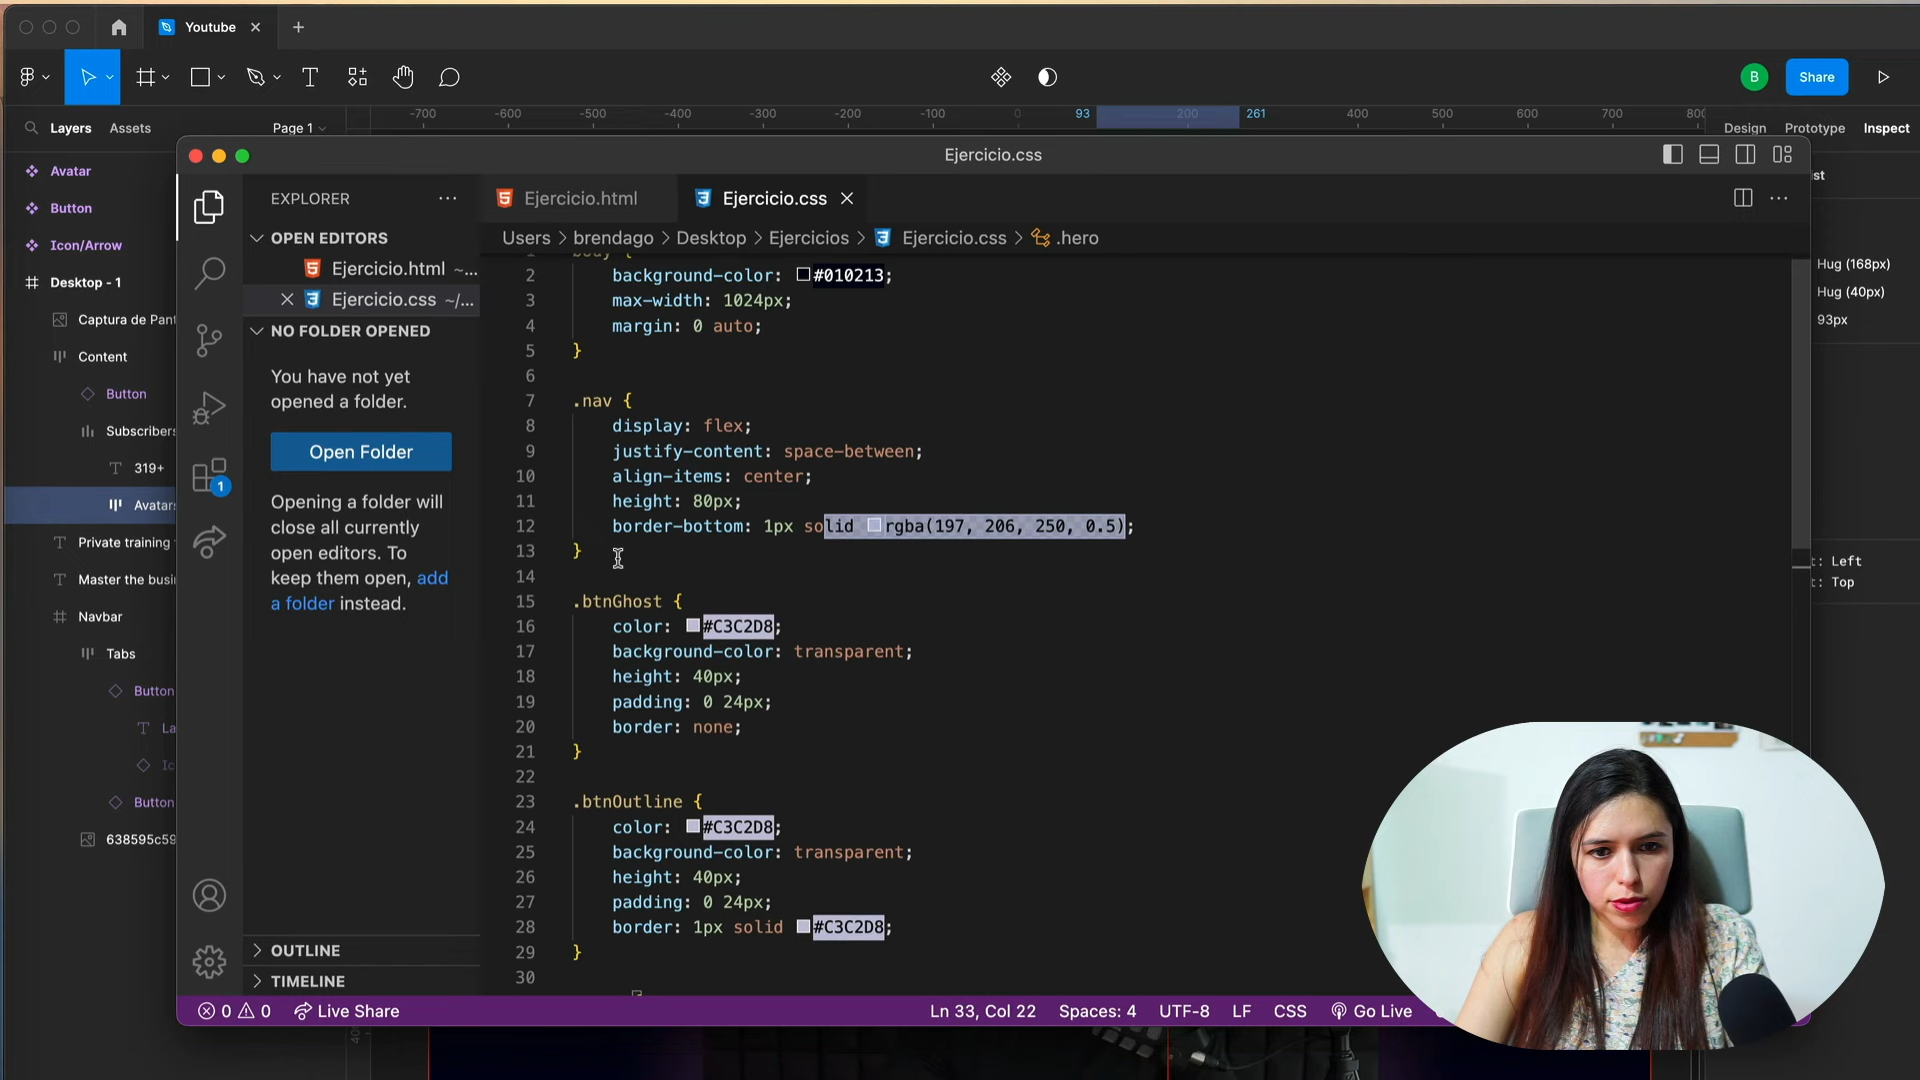 Youtube
B
Share
Layers
Assets
Page 1
-700
-600
-500
-400
-300
-200
-100
0
93
200
261
400
500
600
700
Design
Prototype
Inspect
Avatar
Button
Icon/Arrow
Desktop - 1
Captura de Pant
Content
Button
Subscribers
319+
Avatars
Private training
Master the busi
Navbar
Tabs
Button
La
Ic
Button
638595c59
Ejercicio.css
EXPLORER
Ejercicio.html
Ejercicio.css
OPEN EDITORS
Ejercicio.html ~...
Ejercicio.css ~/...
NO FOLDER OPENED
You have not yet
opened a folder.
Open Folder
Opening a folder will
close all currently
open editors. To
keep them open, add
a folder instead.
1
OUTLINE
TIMELINE
Users > brendago > Desktop > Ejercicios > Ejercicio.css > .hero
1 body {
2 background-color: #010213;
3 max-width: 1024px;
4 margin: 0 auto;
5 }
6
7 .nav {
8 display: flex;
9 justify-content: space-between;
10 align-items: center;
11 height: 80px;
12 border-bottom: 1px solid rgba(197, 206, 250, 0.5);
13 }
14
15 .btnGhost {
16 color: #C3C2D8;
17 background-color: transparent;
18 height: 40px;
19 padding: 0 24px;
20 border: none;
21 }
22
23 .btnOutline {
24 color: #C3C2D8;
25 background-color: transparent;
26 height: 40px;
27 padding: 0 24px;
28 border: 1px solid #C3C2D8;
29 }
30
0 0
Live Share
Ln 33, Col 22
Spaces: 4
UTF-8
LF
CSS
Go Live
st
Hug (168px)
Hug (40px)
93px
t: Left
: Top